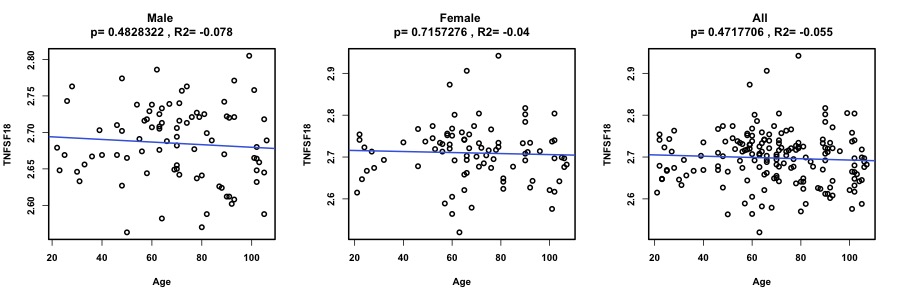 Male
p= 0.4828322 , R2= -0.078
TNFSF18
2.80
2.75
2.70
2.65
2.60
20 40 60 80 100
Age
Female
p= 0.7157276 , R2= -0.04
TNFSF18
2.9
2.8
2.7
2.6
20 40 60 80 100
Age
All
p= 0.4717706 , R2= -0.055
TNFSF18
2.9
2.8
2.7
2.6
20 40 60 80 100
Age